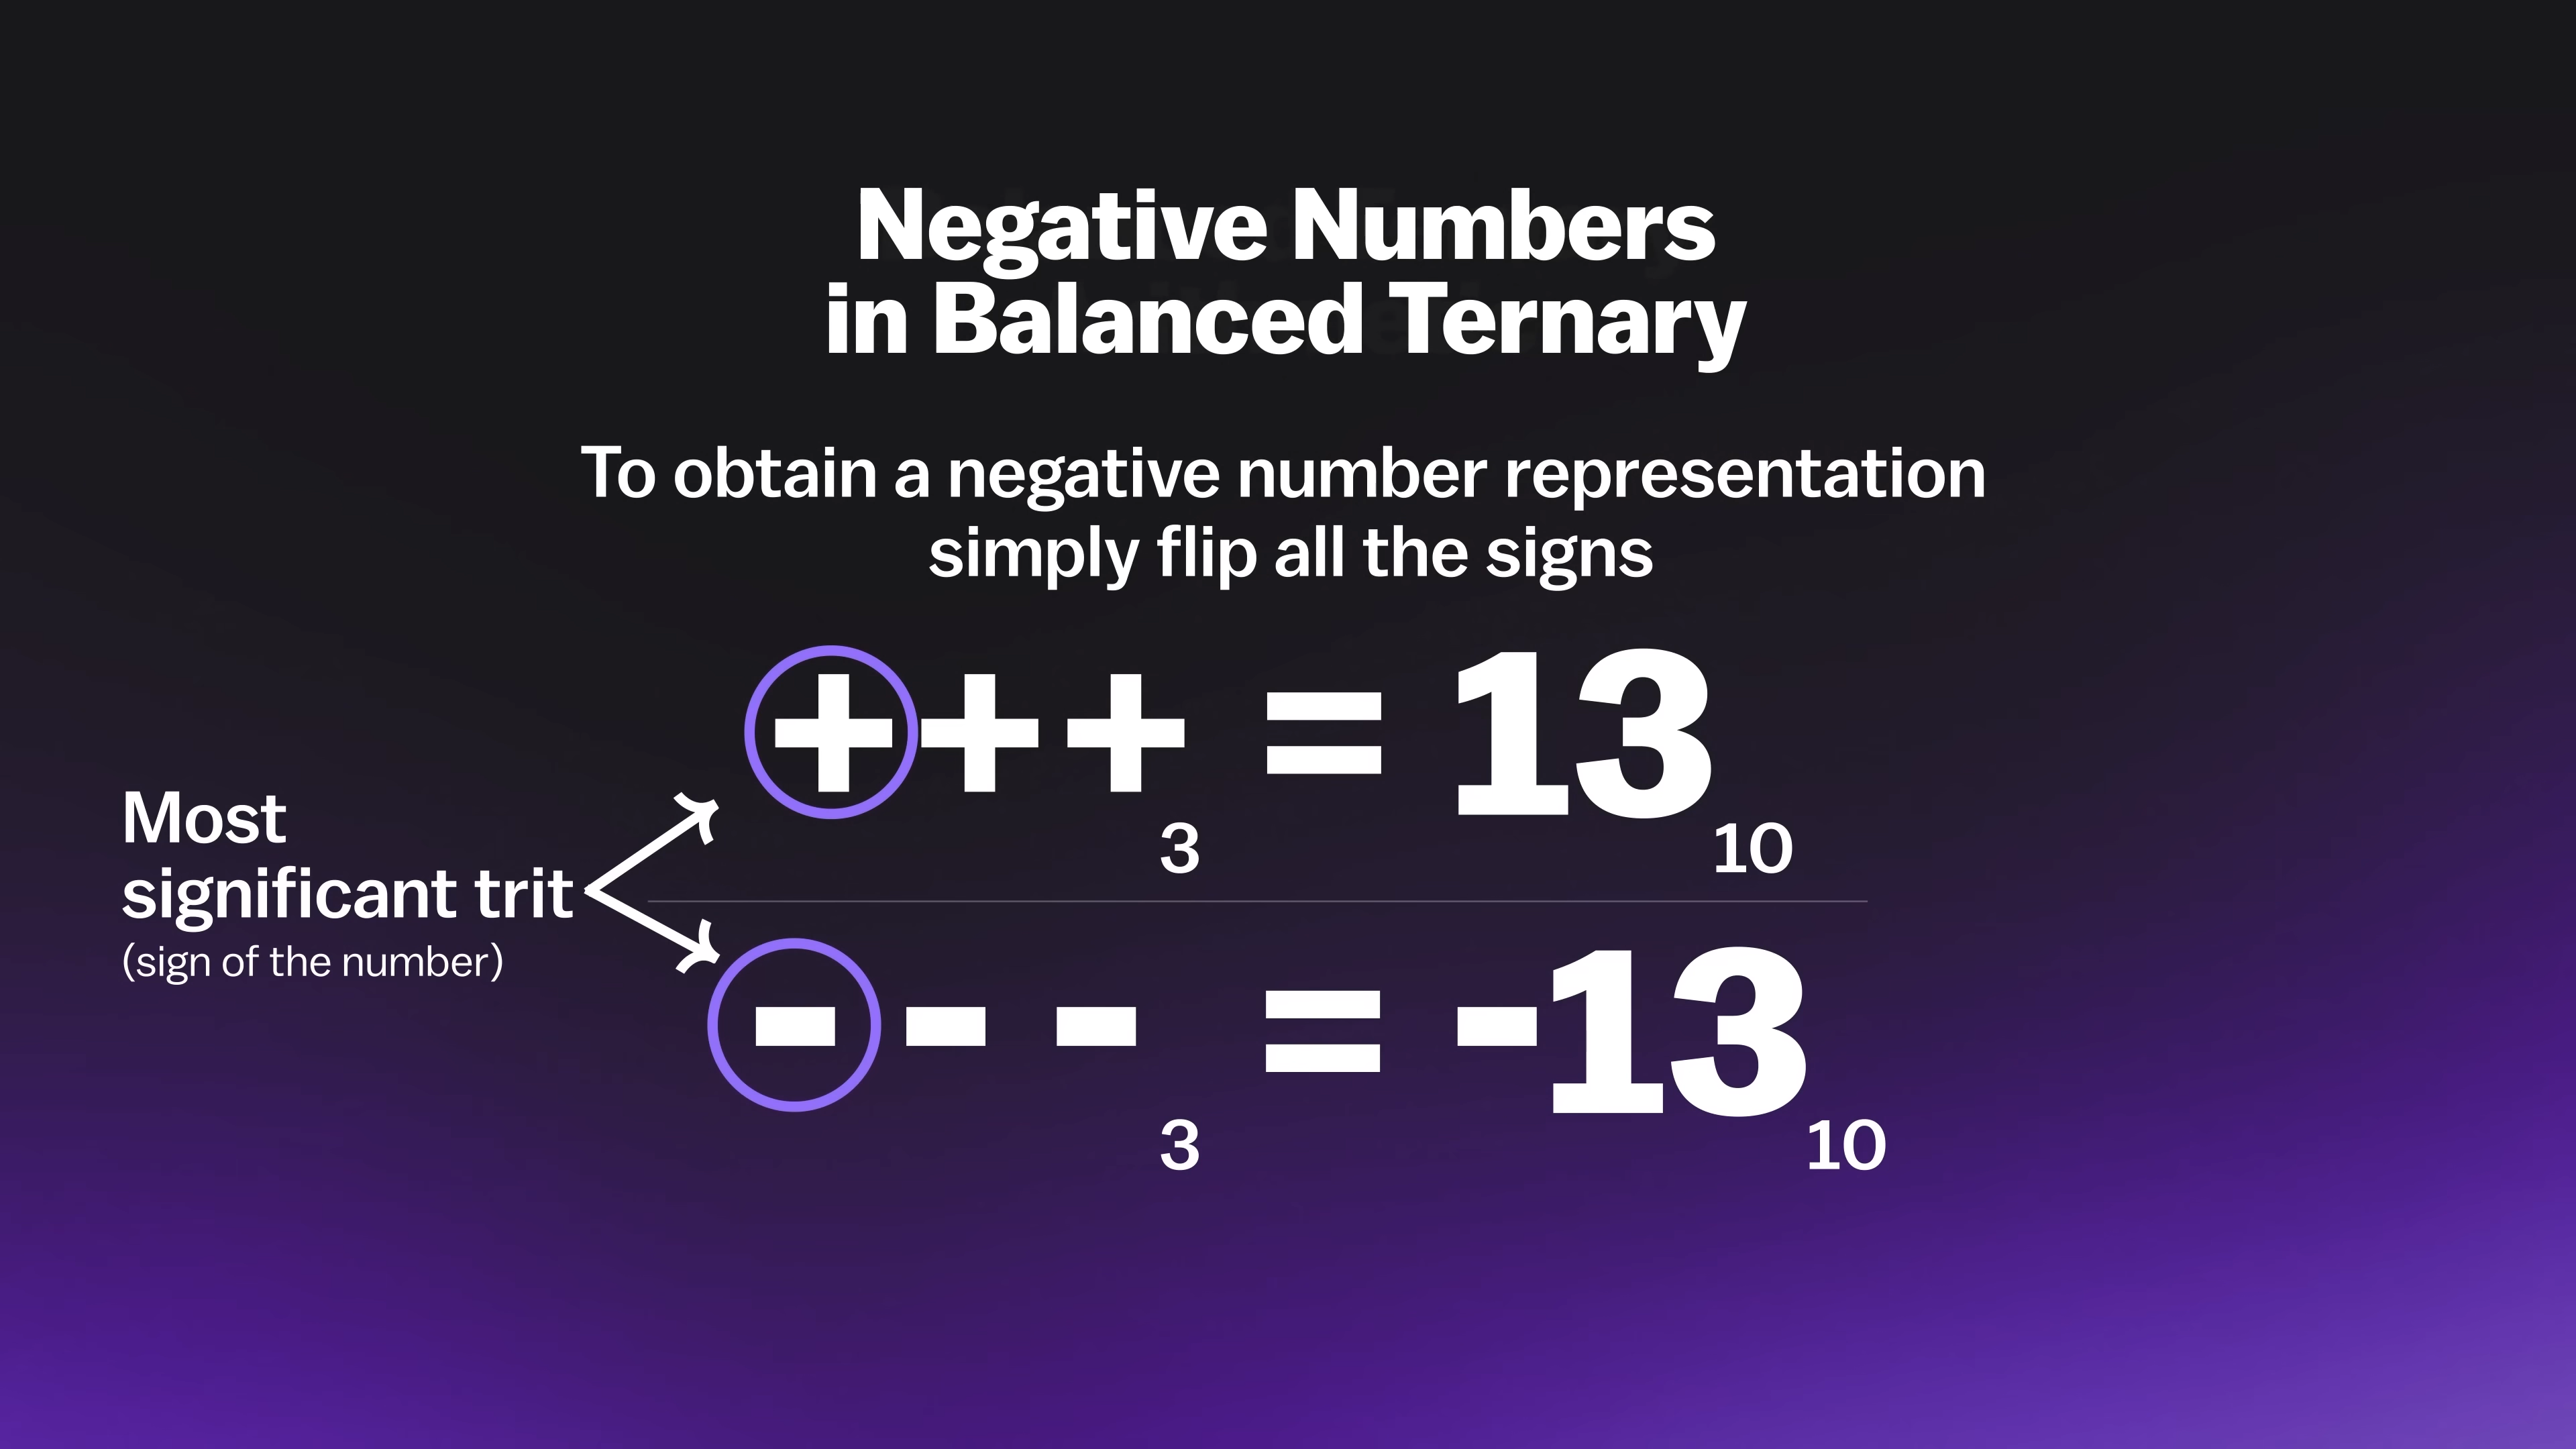 Negative Numbers
in Balanced Ternary
To obtain a negative number representation
simply flip all the signs
+++3 = 1310
Most
significant trit
(sign of the number)
---3 = -1310